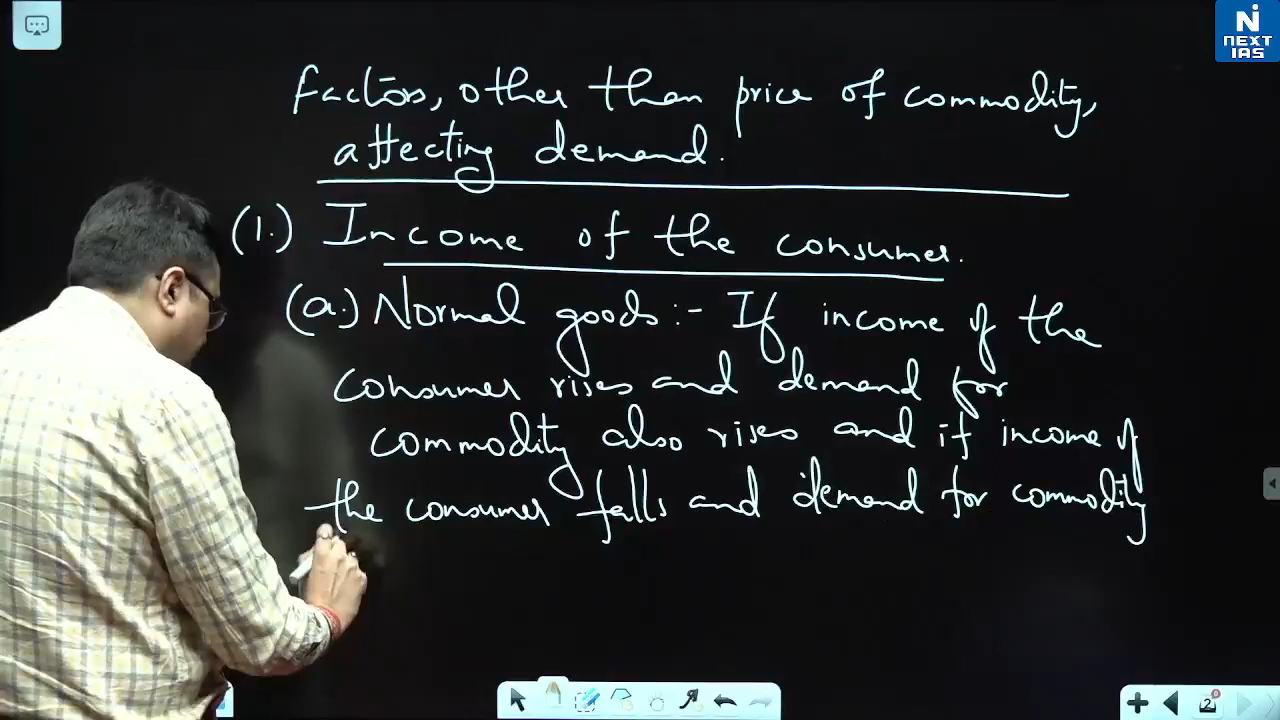 NEXT
IAS
Factors, other than price of commodity,
affecting demand.
(1.) Income of the consumer.
(a.) Normal goods :- If income of the
consumer rises and demand for
commodity also rises and if income of
the consumer falls and demand for commodity
2